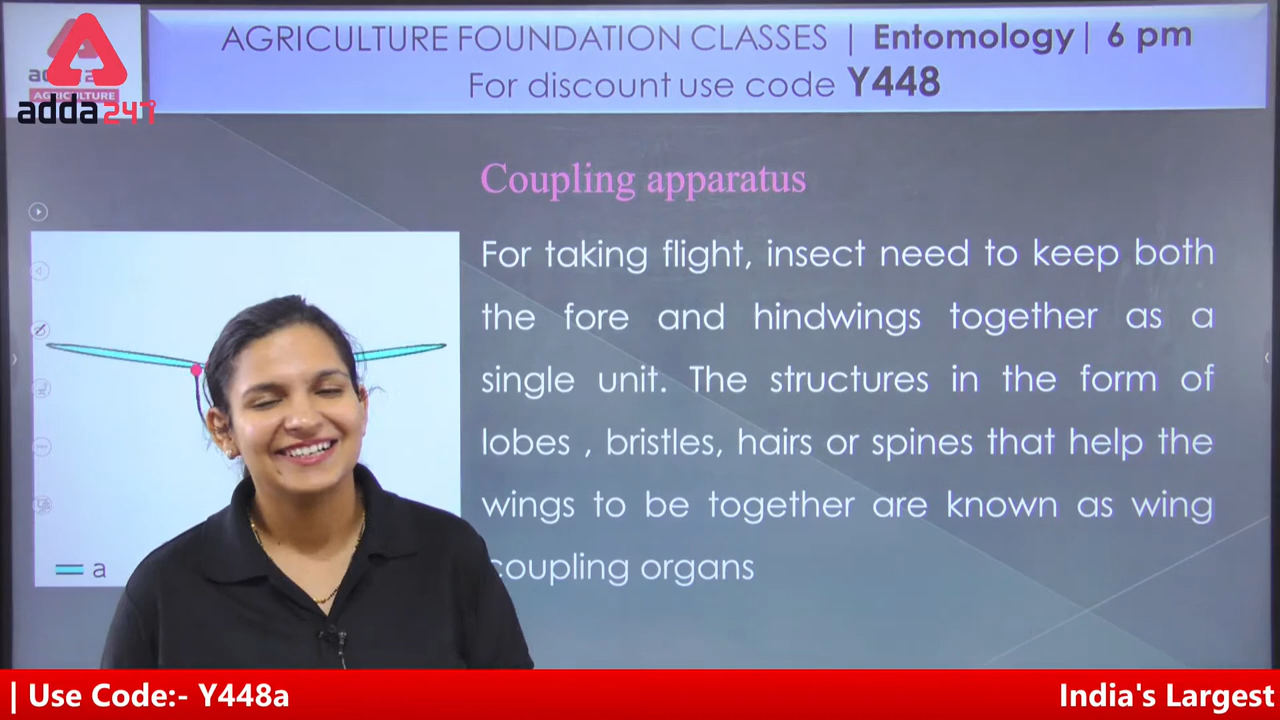 AGRICULTURE FOUNDATION CLASSES | Entomology | 6 pm
For discount use code Y448
AGRICULTURE
adda 247
Coupling apparatus
For taking flight, insect need to keep both
the fore and hindwings together as a
single unit. The structures in the form of
lobes , bristles, hairs or spines that help the
wings to be together are known as wing
coupling organs
a
| Use Code:- Y448a
India's Largest